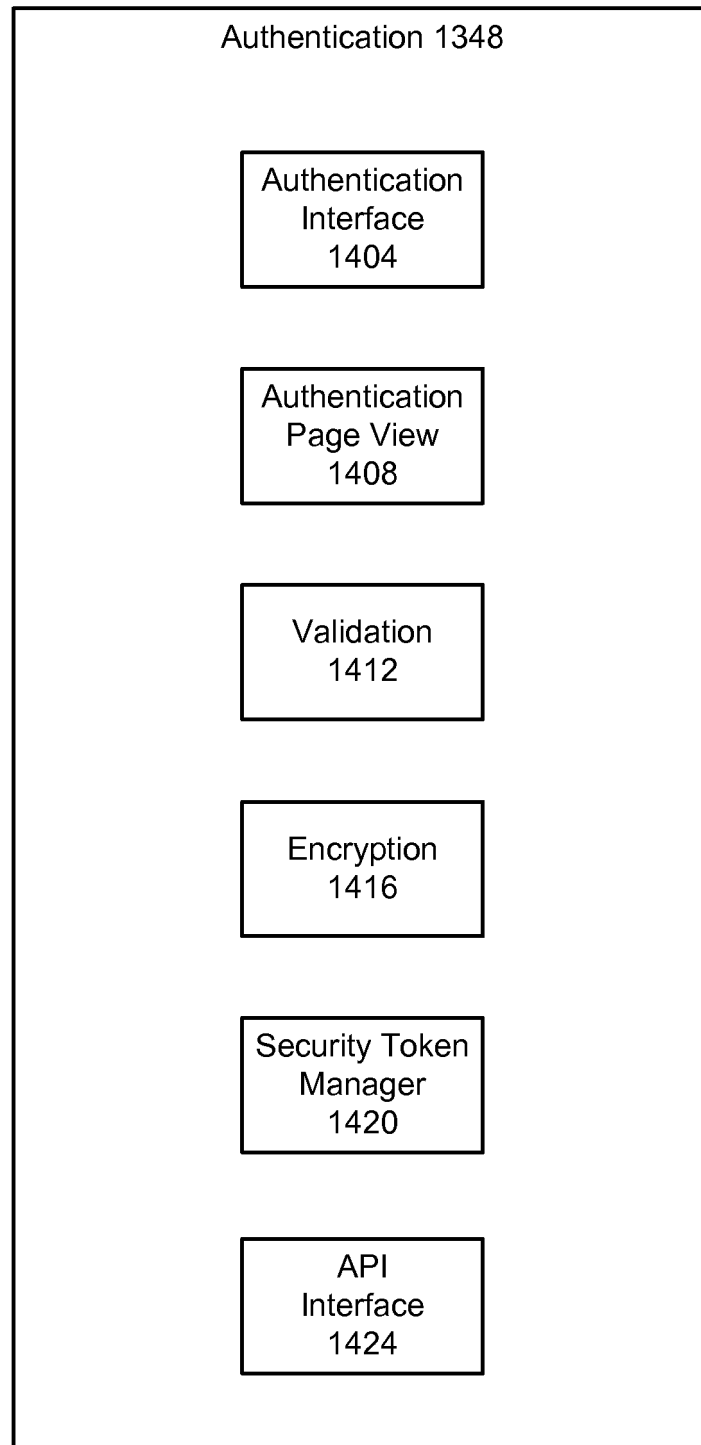 Authentication 1348
Authentication
Interface
1404
Authentication
Page View
1408
Validation
1412
Encryption
1416
Security Token
Manager
1420
API
Interface
1424